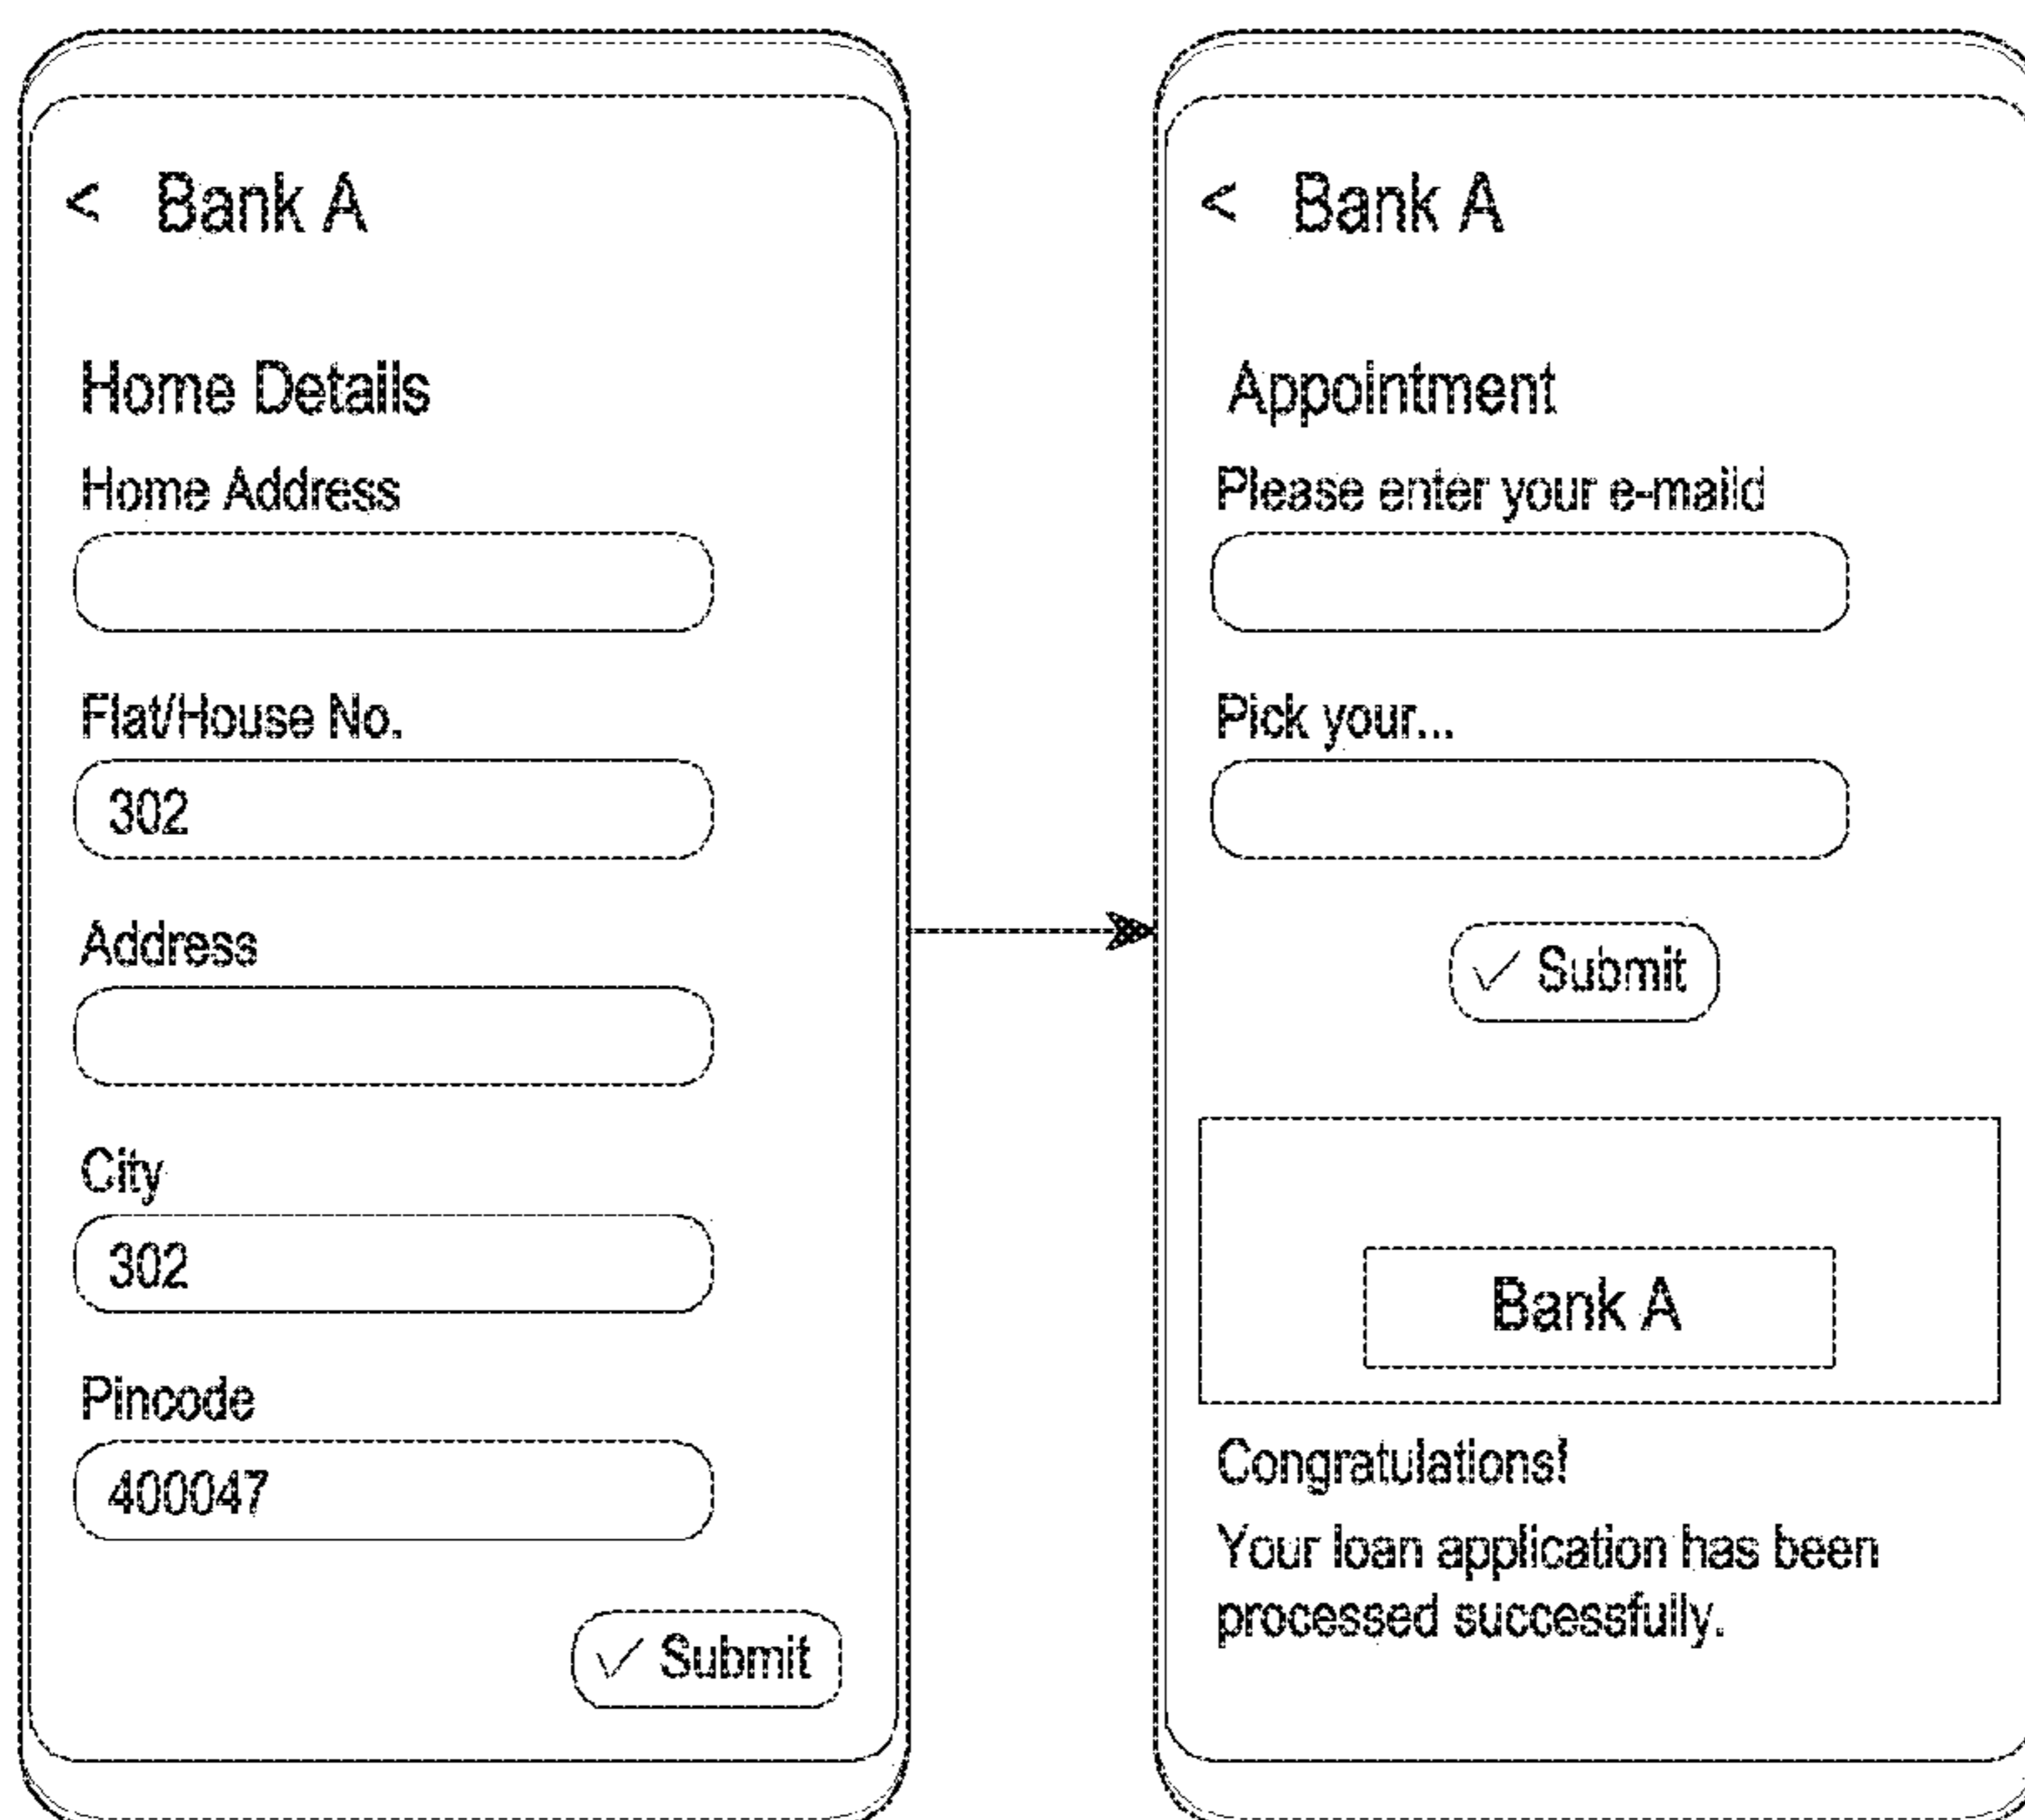 < Bank A
Home Details
Home Address
Flat/House No.
302
Address
City
302
Pincode
400047
✓ Submit
< Bank A
Appointment
Please enter your e-maild
Pick your...
✓ Submit
Bank A
Congratulations!
Your loan application has been
processed successfully.